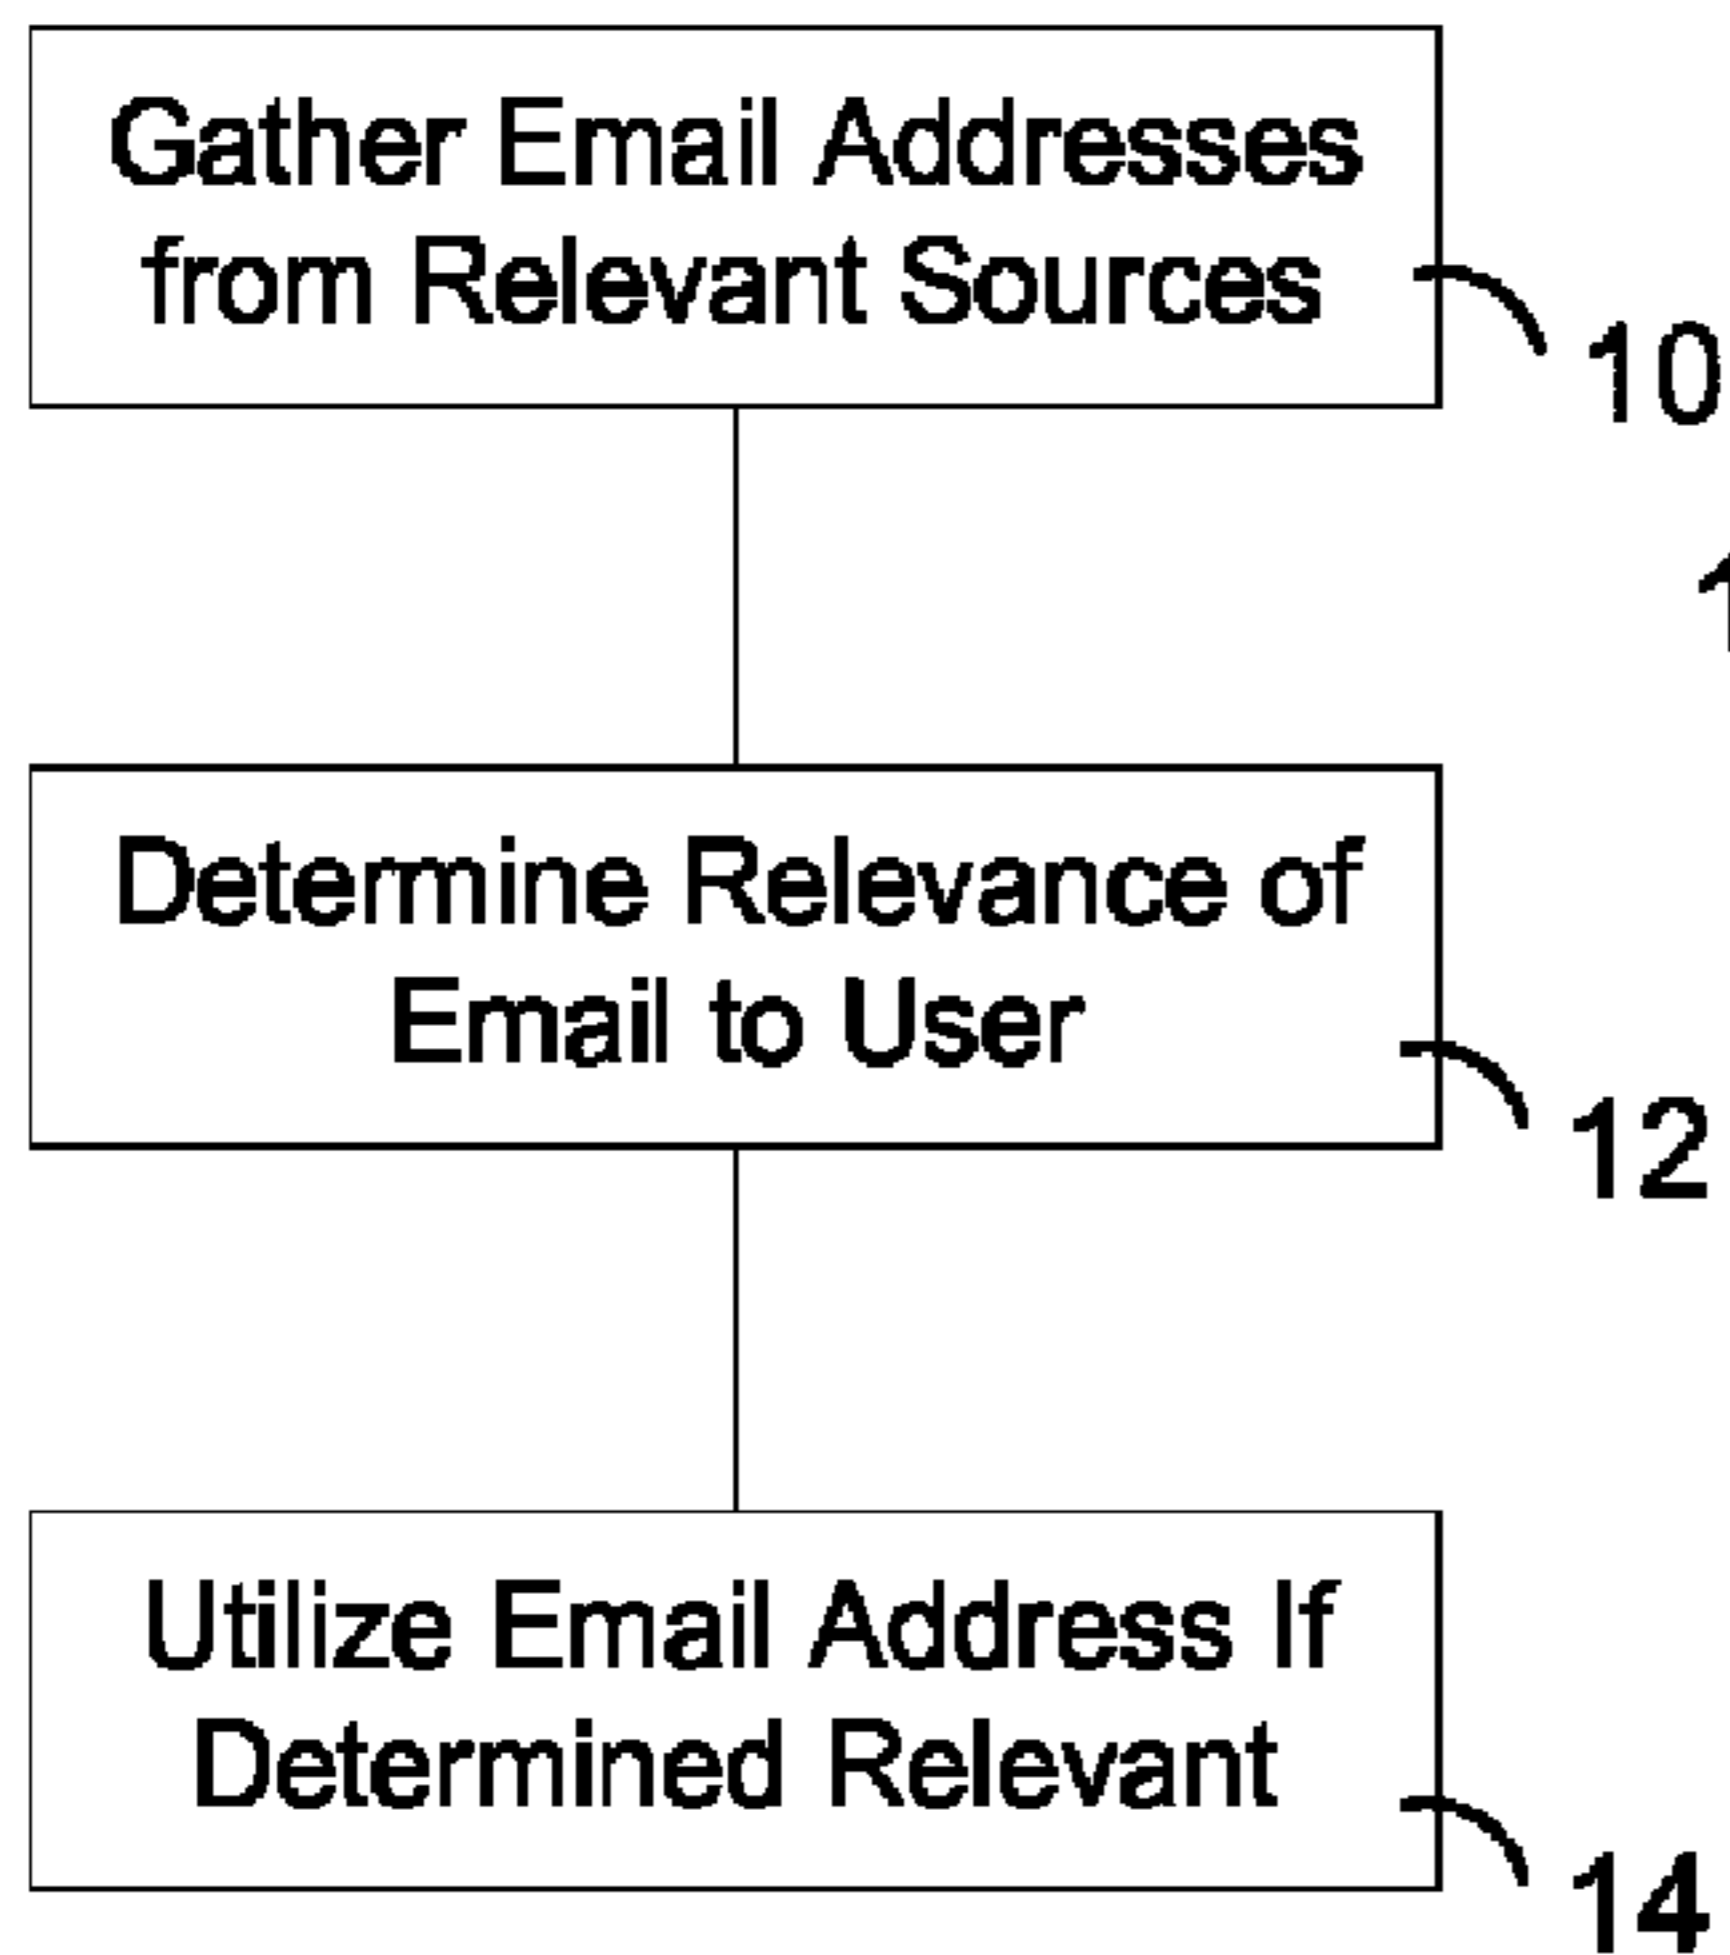 Gather Email Addresses
from Relevant Sources
10
Determine Relevance of
Email to User
12
Utilize Email Address If
Determined Relevant
14